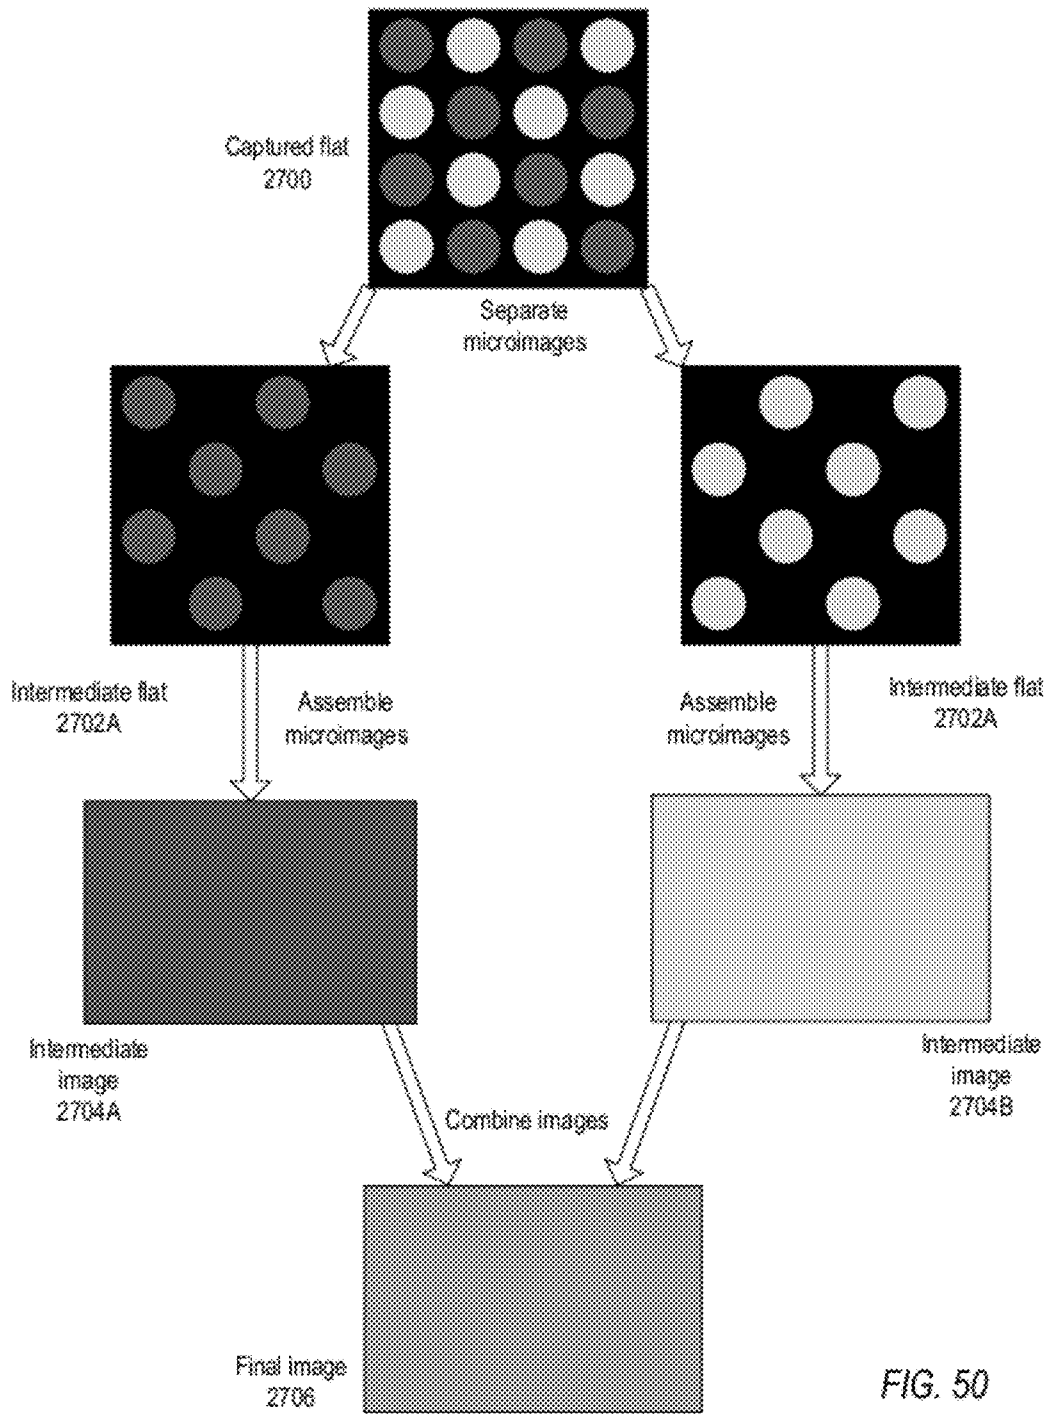 Captured flat
2700
Separate
microimages
Intermediate flat
2702A
Assemble
microimages
Assemble
microimages
Intermediate flat
2702A
Intermediate
image
2704A
Intermediate
image
2704B
Combine images
Final image
2706
FIG. 50